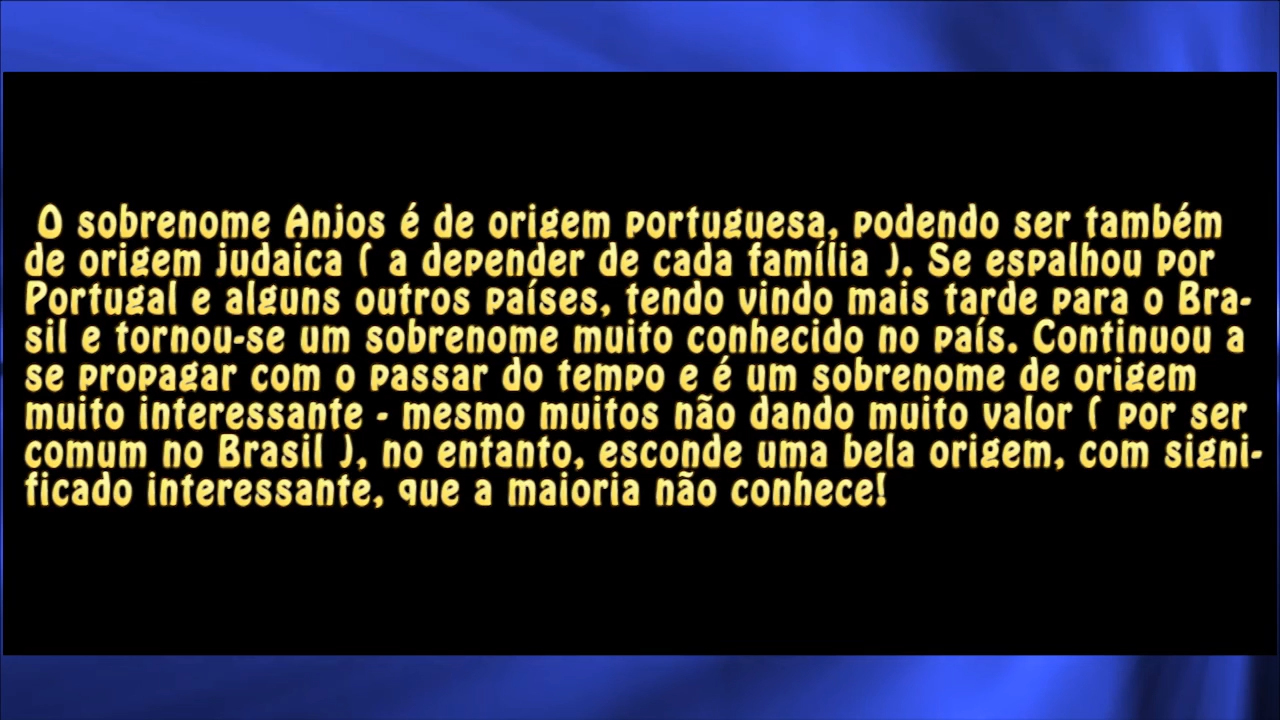 O sobrenome Anjos é de origem portuguesa, podendo ser também
de origem judaica ( a depender de cada família ). Se espalhou por
Portugal e alguns outros países, tendo vindo mais tarde para o Bra-
sil e tornou-se um sobrenome muito conhecido no país. Continuou a
se propagar com o passar do tempo e é um sobrenome de origem
muito interessante - mesmo muitos não dando muito valor ( por ser
comum no Brasil ), no entanto, esconde uma bela origem, com signi-
ficado interessante, que a maioria não conhece!